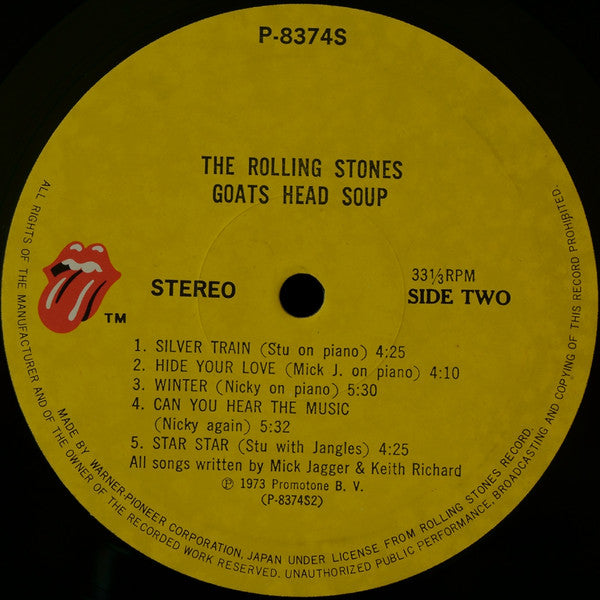 P-8374S
THE ROLLING STONES
GOATS HEAD SOUP
STEREO
33⅓RPM
SIDE TWO
TM
1. SILVER TRAIN (Stu on piano) 4:25
2. HIDE YOUR LOVE (Mick J. on piano) 4:10
3. WINTER (Nicky on piano) 5:30
4. CAN YOU HEAR THE MUSIC
(Nicky again) 5:32
5. STAR STAR (Stu with Jangles) 4:25
All songs written by Mick Jagger & Keith Richard
℗ 1973 Promotone B. V.
(P-8374S2)
MADE BY WARNER-PIONEER CORPORATION, JAPAN UNDER LICENSE FROM ROLLING STONES RECORD.
ALL RIGHTS OF THE MANUFACTURER AND OF THE OWNER OF THE RECORDED WORK RESERVED. UNAUTHORIZED PUBLIC PERFORMANCE, BROADCASTING AND COPYING OF THIS RECORD PROHIBITED.